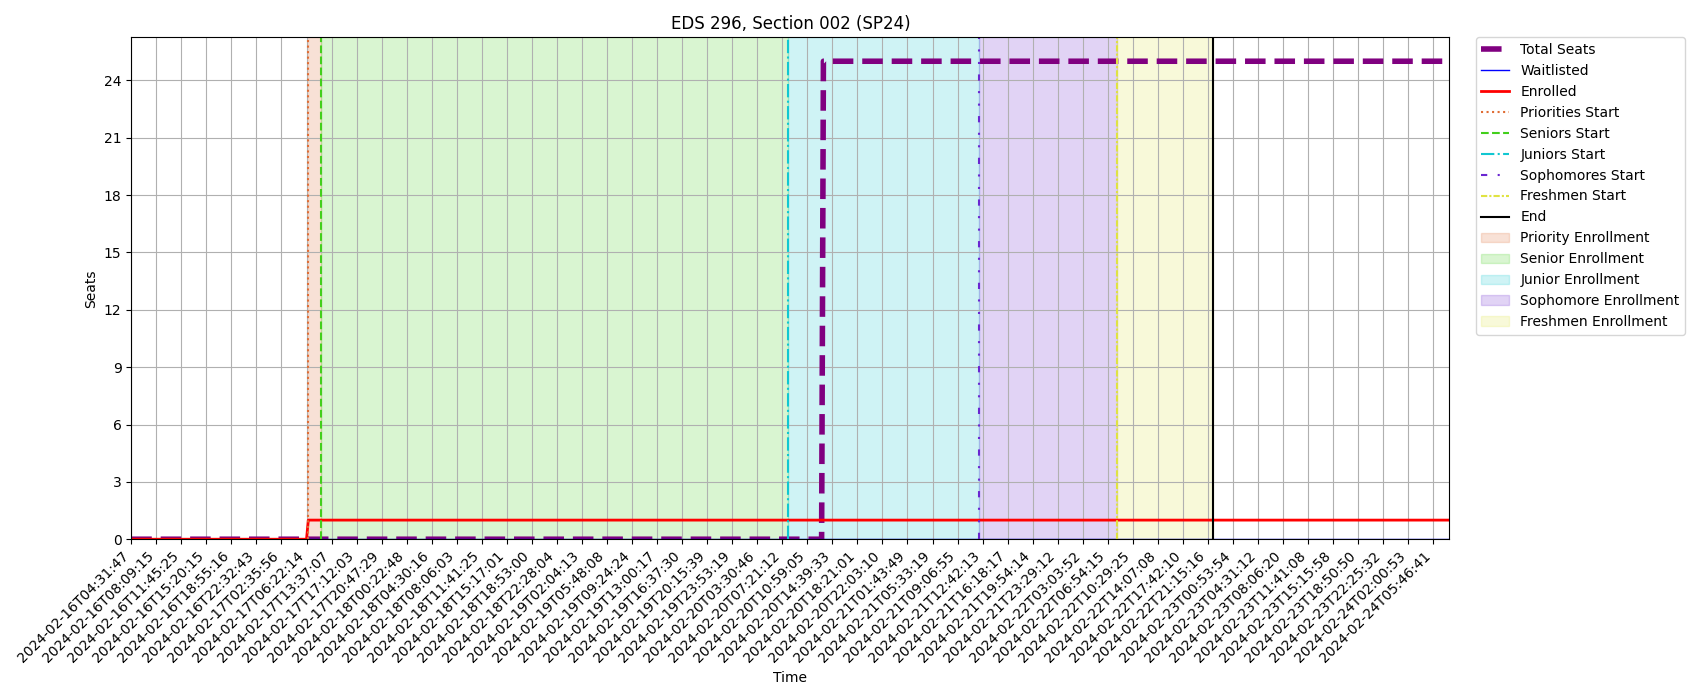 EDS 296, Section 002 (SP24)
Seats
24
21
18
15
12
9
6
3
0
2024-02-16T04:31:47
2024-02-16T08:09:15
2024-02-16T11:45:25
2024-02-16T15:20:15
2024-02-16T18:55:16
2024-02-16T22:32:43
2024-02-17T02:35:56
2024-02-17T06:22:14
2024-02-17T13:37:07
2024-02-17T17:12:03
2024-02-17T20:47:29
2024-02-18T00:22:48
2024-02-18T04:30:16
2024-02-18T08:06:03
2024-02-18T11:41:25
2024-02-18T15:17:01
2024-02-18T18:53:00
2024-02-18T22:28:04
2024-02-19T02:04:13
2024-02-19T05:48:08
2024-02-19T09:24:24
2024-02-19T13:00:17
2024-02-19T16:37:30
2024-02-19T20:15:39
2024-02-19T23:53:19
2024-02-20T03:30:46
2024-02-20T07:21:12
2024-02-20T10:59:05
2024-02-20T14:39:33
2024-02-20T18:21:01
2024-02-20T22:03:10
2024-02-21T01:43:49
2024-02-21T05:33:19
2024-02-21T09:06:55
2024-02-21T12:42:13
2024-02-21T16:18:17
2024-02-21T19:54:14
2024-02-21T23:29:12
2024-02-22T03:03:52
2024-02-22T06:54:15
2024-02-22T10:29:25
2024-02-22T14:07:08
2024-02-22T17:42:10
2024-02-22T21:15:16
2024-02-23T00:53:54
2024-02-23T04:31:12
2024-02-23T08:06:20
2024-02-23T11:41:08
2024-02-23T15:15:58
2024-02-23T18:50:50
2024-02-23T22:25:32
2024-02-24T02:00:53
2024-02-24T05:46:41
Time
Total Seats
Waitlisted
Enrolled
Priorities Start
Seniors Start
Juniors Start
Sophomores Start
Freshmen Start
End
Priority Enrollment
Senior Enrollment
Junior Enrollment
Sophomore Enrollment
Freshmen Enrollment